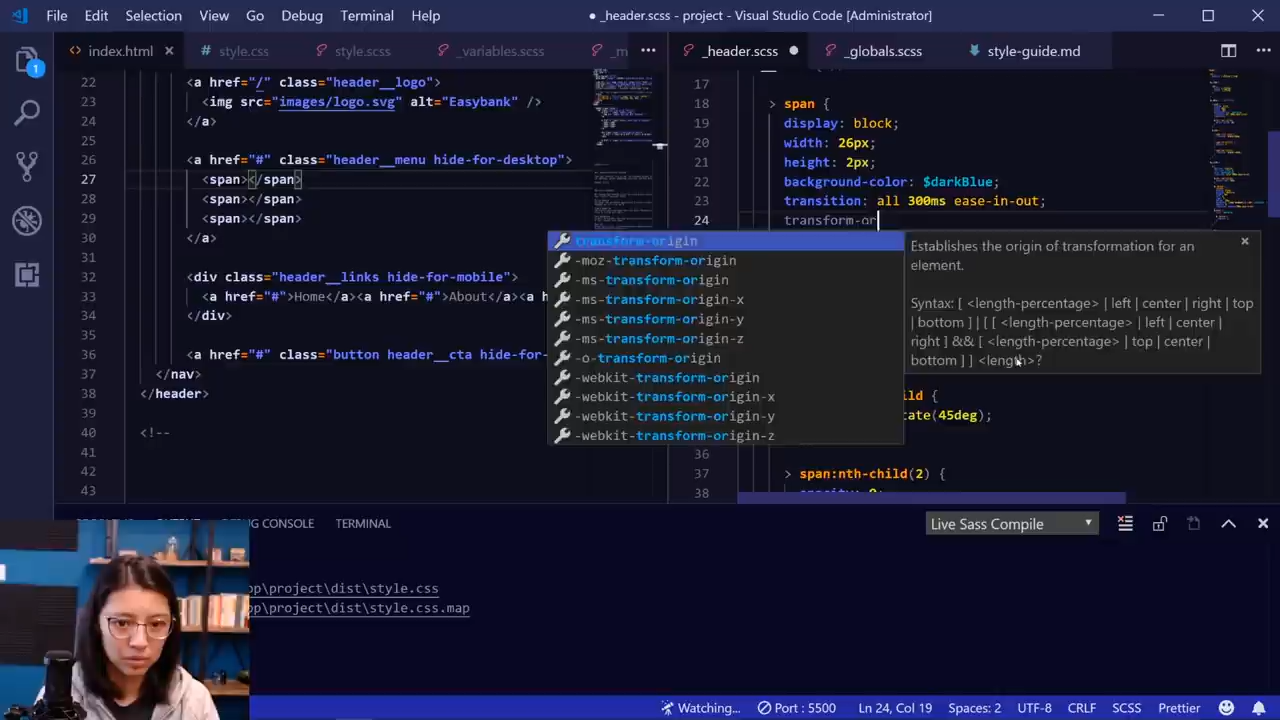 File Edit Selection View Go Debug Terminal Help
● _header.scss - project - Visual Studio Code [Administrator]
1
index.html
style.css
style.scss
_variables.scss
_m
_header.scss
_globals.scss
style-guide.md
22 <a href="/" class="header__logo">
23 <img src="images/logo.svg" alt="Easybank" />
24 </a>
25
26 <a href="#" class="header__menu hide-for-desktop">
27 <span></span>
28 <span></span>
29 <span></span>
30 </a>
31
32 <div class="header__links hide-for-mobile">
33 <a href="#">Home</a><a href="#">About</a><a h
34 </div>
35
36 <a href="#" class="button header__cta hide-for-
37 </nav>
38 </header>
39
40 <!--
41
42
43
17
18 span {
19 display: block;
20 width: 26px;
21 height: 2px;
22 background-color: $darkBlue;
23 transition: all 300ms ease-in-out;
24 transform-or
transform-origin
-moz-transform-origin
-ms-transform-origin
-ms-transform-origin-x
-ms-transform-origin-y
-ms-transform-origin-z
-o-transform-origin
-webkit-transform-origin
-webkit-transform-origin-x
-webkit-transform-origin-y
-webkit-transform-origin-z
Establishes the origin of transformation for an
element.
Syntax: [ <length-percentage> | left | center | right | top
| bottom ] | [ [ <length-percentage> | left | center |
right ] && [ <length-percentage> | top | center |
bottom ] ] <length>?
ild {
ate(45deg);
36
37 span:nth-child(2) {
38
CONSOLE
TERMINAL
Live Sass Compile
op\project\dist\style.css
op\project\dist\style.css.map
Watching...
Port : 5500
Ln 24, Col 19
Spaces: 2
UTF-8
CRLF
SCSS
Prettier